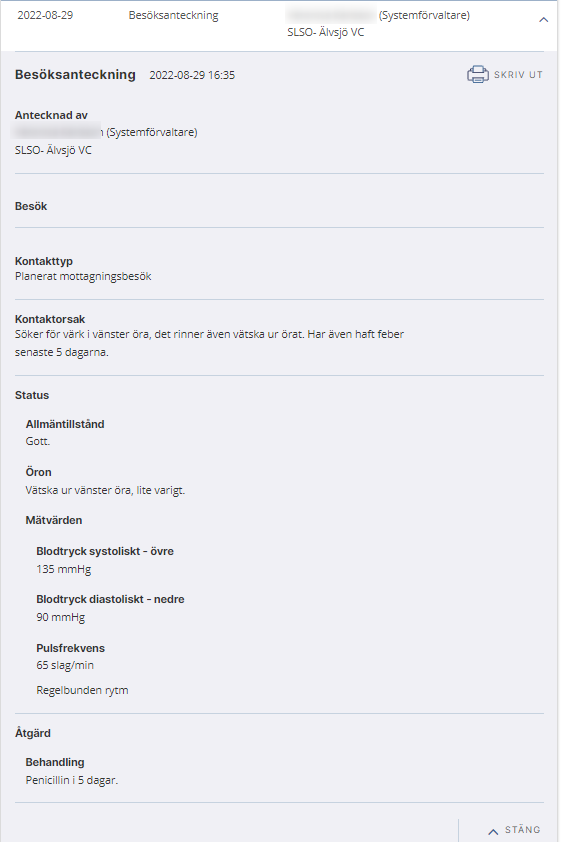 2022-08-29 Besöksanteckning (Systemförvaltare)
SLSO- Älvsjö VC
Besöksanteckning 2022-08-29 16:35 SKRIV UT
Antecknad av
(Systemförvaltare)
SLSO- Älvsjö VC
Besök
Kontakttyp
Planerat mottagningsbesök
Kontaktorsak
Söker för värk i vänster öra, det rinner även vätska ur örat. Har även haft feber
senaste 5 dagarna.
Status
Allmäntillstånd
Gott.
Öron
Vätska ur vänster öra, lite varigt.
Mätvärden
Blodtryck systoliskt - övre
135 mmHg
Blodtryck diastoliskt - nedre
90 mmHg
Pulsfrekvens
65 slag/min
Regelbunden rytm
Åtgärd
Behandling
Penicillin i 5 dagar.
STÄNG